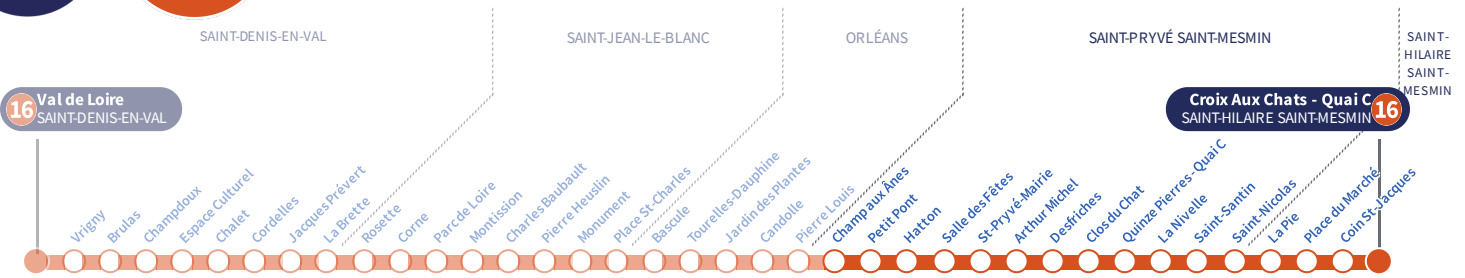 SAINT-DENIS-EN-VAL
SAINT-JEAN-LE-BLANC
ORLÉANS
SAINT-PRYVÉ SAINT-MESMIN
SAINT-
HILAIRE
SAINT-
MESMIN
16
Val de Loire
SAINT-DENIS-EN-VAL
Croix Aux Chats - Quai C
SAINT-HILAIRE SAINT-MESMIN
16
Vrigny
Brulas
Champdoux
Espace Culturel
Chalet
Cordelles
Jacques Prévert
La Brette
Rosette
Corne
Parc de Loire
Montission
Charles Baubault
Pierre Heuslin
Monument
Place St-Charles
Bascule
Tourelles-Dauphine
Jardin des Plantes
Candolle
Pierre Louis
Champaux Ânes
Petit Pont
Hatton
Salle des Fêtes
St-Pryvé-Mairie
Arthur Michel
Desfriches
Clos du Chat
Quinze Pierres - Quai C
La Nivelle
Saint-Santin
Saint-Nicolas
La Pie
Place du Marché
Coin St-Jacques